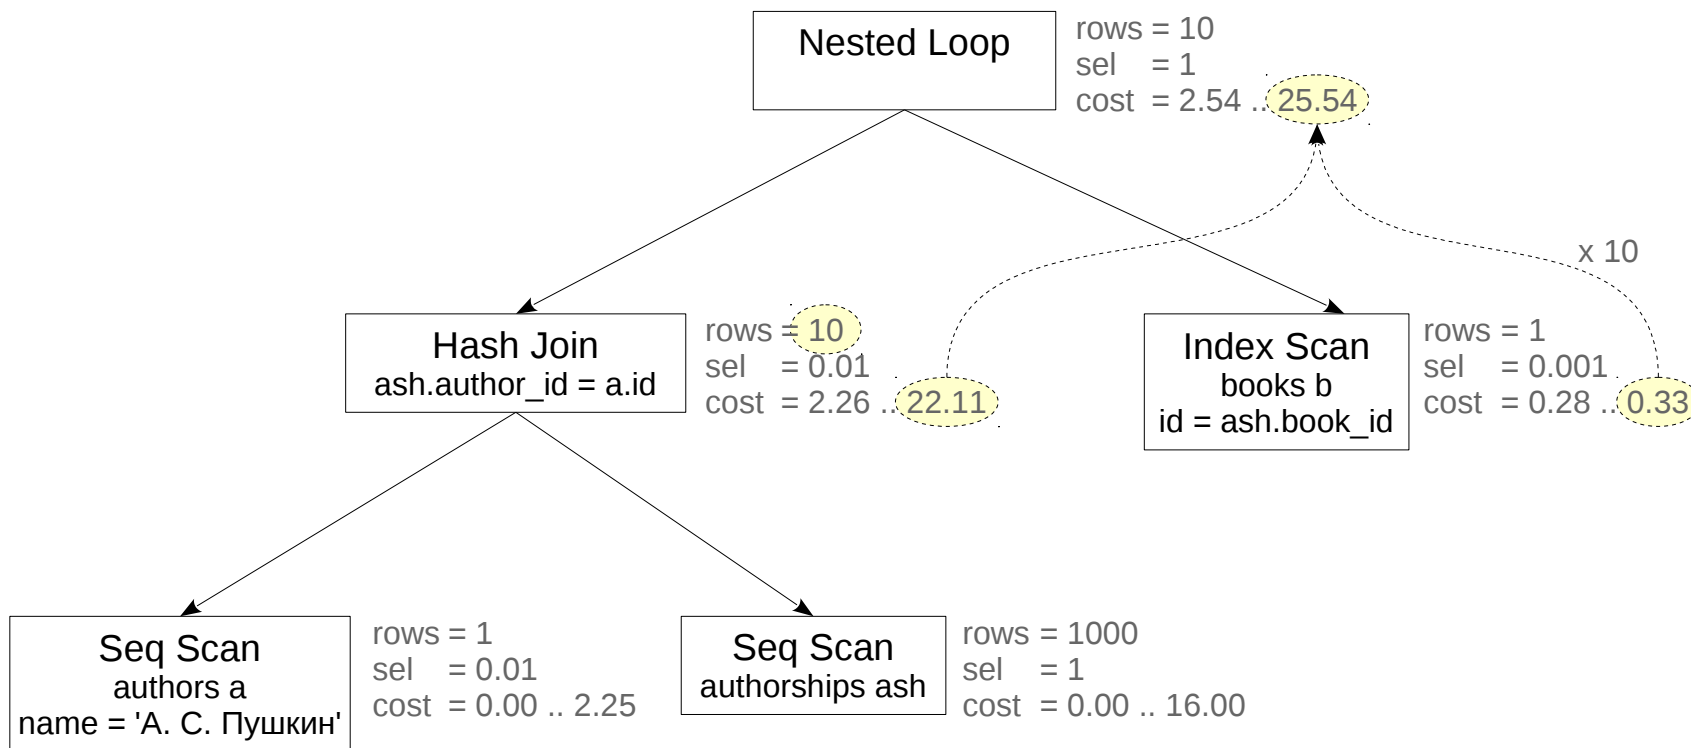 Nested Loop
rows = 10
sel = 1
cost = 2.54 .. 25.54
x 10
Hash Join
ash.author_id = a.id
rows = 10
sel = 0.01
cost = 2.26 .. 22.11
Index Scan
books b
id = ash.book_id
rows = 1
sel = 0.001
cost = 0.28 .. 0.33
Seq Scan
authors a
name = 'А. С. Пушкин'
rows = 1
sel = 0.01
cost = 0.00 .. 2.25
Seq Scan
authorships ash
rows = 1000
sel = 1
cost = 0.00 .. 16.00